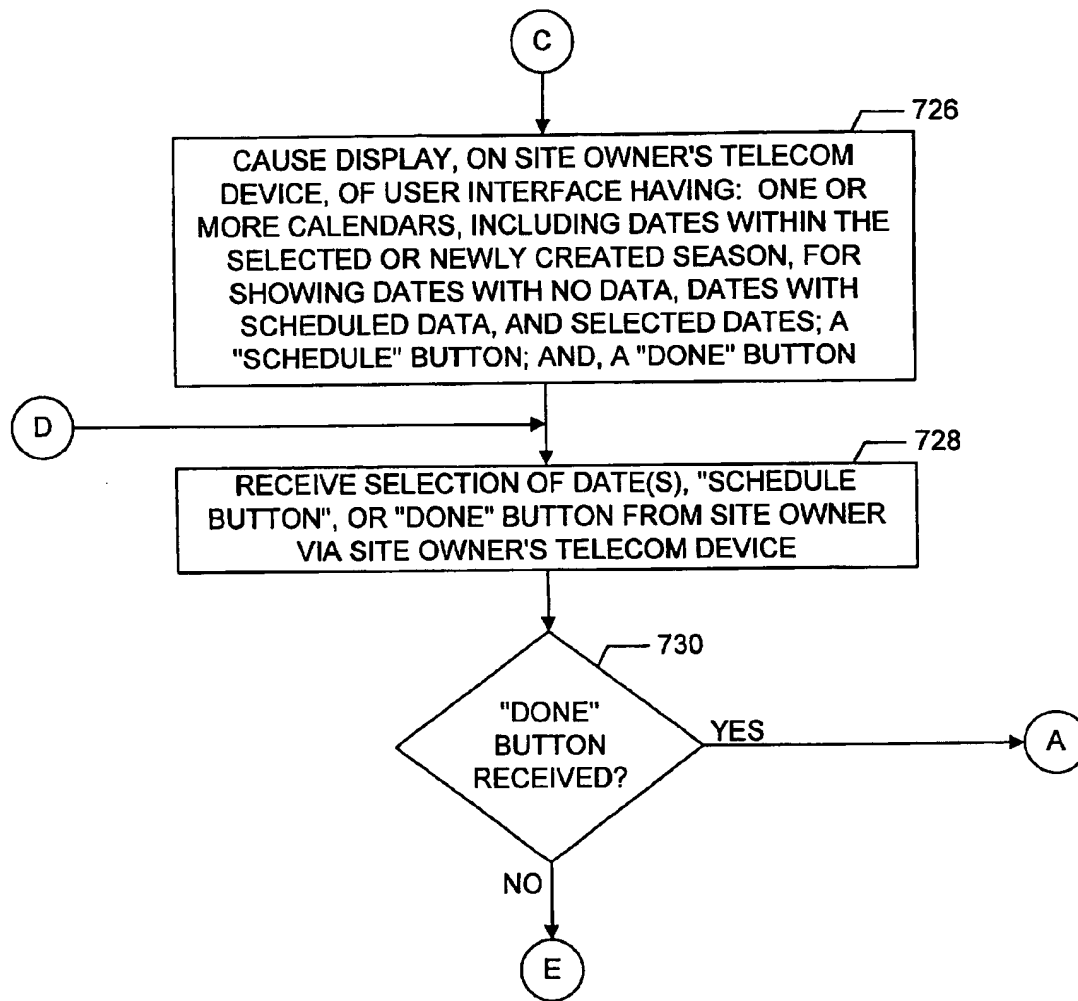 C
726
CAUSE DISPLAY, ON SITE OWNER'S TELECOM
DEVICE, OF USER INTERFACE HAVING: ONE OR
MORE CALENDARS, INCLUDING DATES WITHIN THE
SELECTED OR NEWLY CREATED SEASON, FOR
SHOWING DATES WITH NO DATA, DATES WITH
SCHEDULED DATA, AND SELECTED DATES; A
"SCHEDULE" BUTTON; AND, A "DONE" BUTTON
D
728
RECEIVE SELECTION OF DATE(S), "SCHEDULE
BUTTON", OR "DONE" BUTTON FROM SITE OWNER
VIA SITE OWNER'S TELECOM DEVICE
730
"DONE"
BUTTON
RECEIVED?
YES
A
NO
E